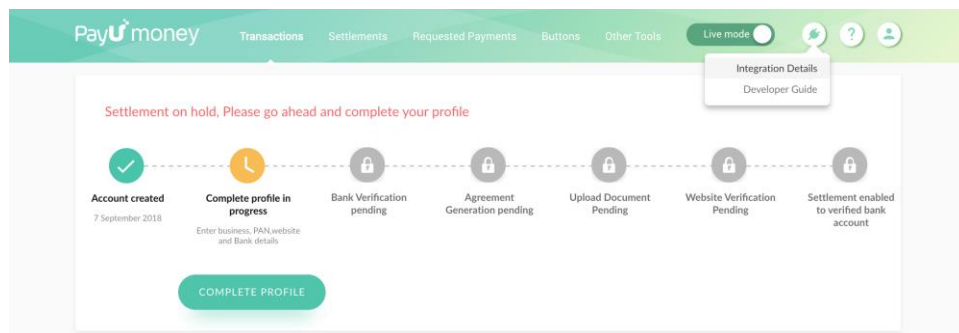 PayU money
Transactions
Settlements
Requested Payments
Buttons
Other Tools
Live mode
?
Integration Details
Developer Guide
Settlement on hold, Please go ahead and complete your profile
Account created
7 September 2018
Complete profile in
progress
Enter business, PAN,website
and Bank details
Bank Verification
pending
Agreement
Generation pending
Upload Document
Pending
Website Verification
Pending
Settlement enabled
to verified bank
account
COMPLETE PROFILE